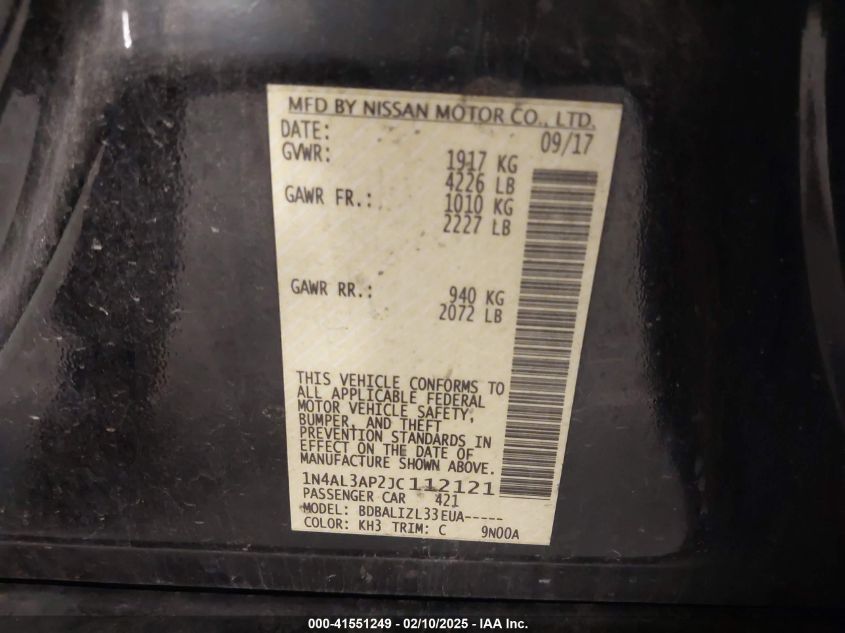 MFD BY NISSAN MOTOR CO., LTD.
DATE: 09/17
GVWR: 1917 KG
4226 LB
GAWR FR.: 1010 KG
2227 LB
GAWR RR.: 940 KG
2072 LB
THIS VEHICLE CONFORMS TO
ALL APPLICABLE FEDERAL
MOTOR VEHICLE SAFETY,
BUMPER, AND THEFT
PREVENTION STANDARDS IN
EFFECT ON THE DATE OF
MANUFACTURE SHOWN ABOVE.
1N4AL3AP2JC112121
PASSENGER CAR 421
MODEL: BDBALIZL33EUA-----
COLOR: KH3 TRIM: C 9N00A
000-41551249 - 02/10/2025 - IAA Inc.